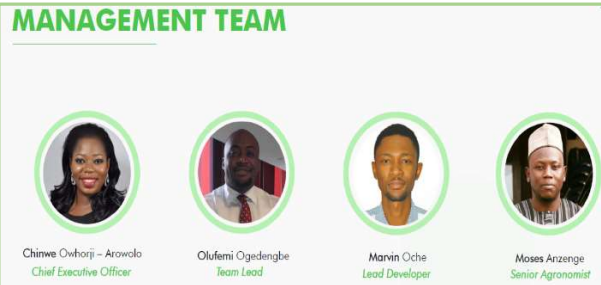 MANAGEMENT TEAM
Chinwe Owhorji – Arowolo
Chief Executive Officer
Olufemi Ogedengbe
Team Lead
Marvin Oche
Lead Developer
Moses Anzenge
Senior Agronomist